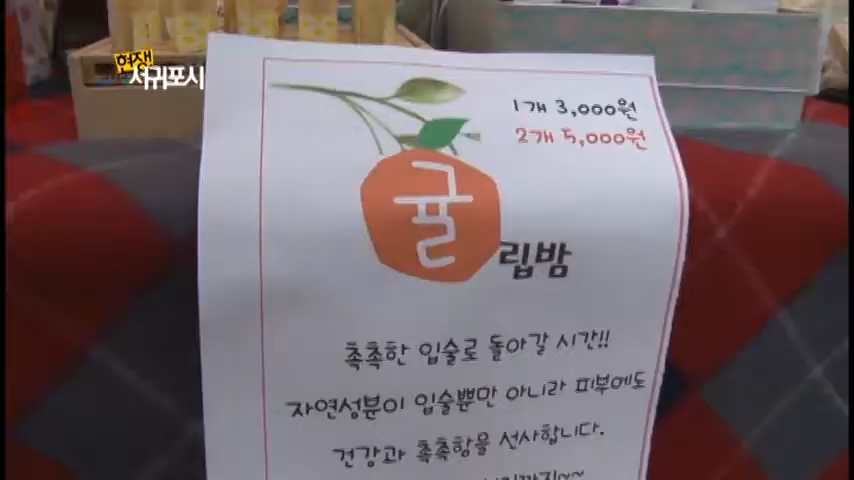 현장
서귀포시
1개 3,000원
2개 5,000원
귤
립밤
촉촉한 입술로 돌아갈 시간!!
자연성분이 입술뿐만 아니라 피부에도
건강과 촉촉함을 선사합니다.